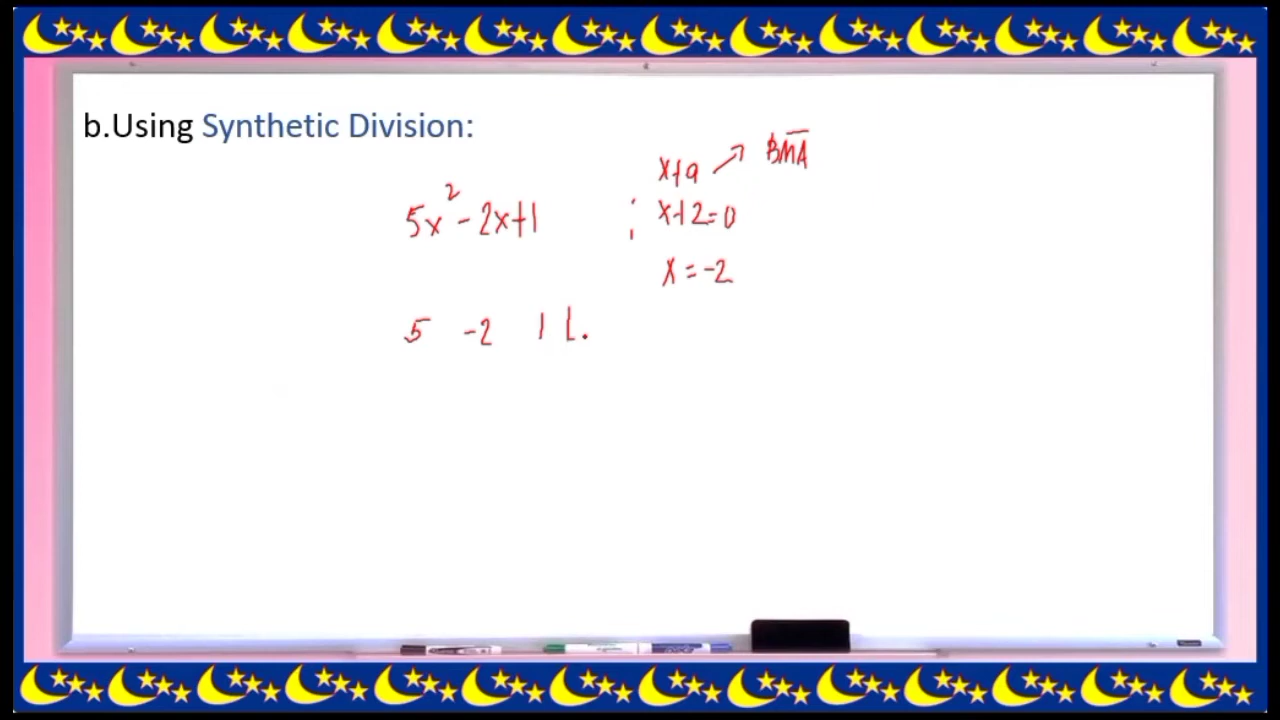 b.Using Synthetic Division:
x+a BMA
5x² - 2x+1 : x+2=0
x = -2
5 -2 1